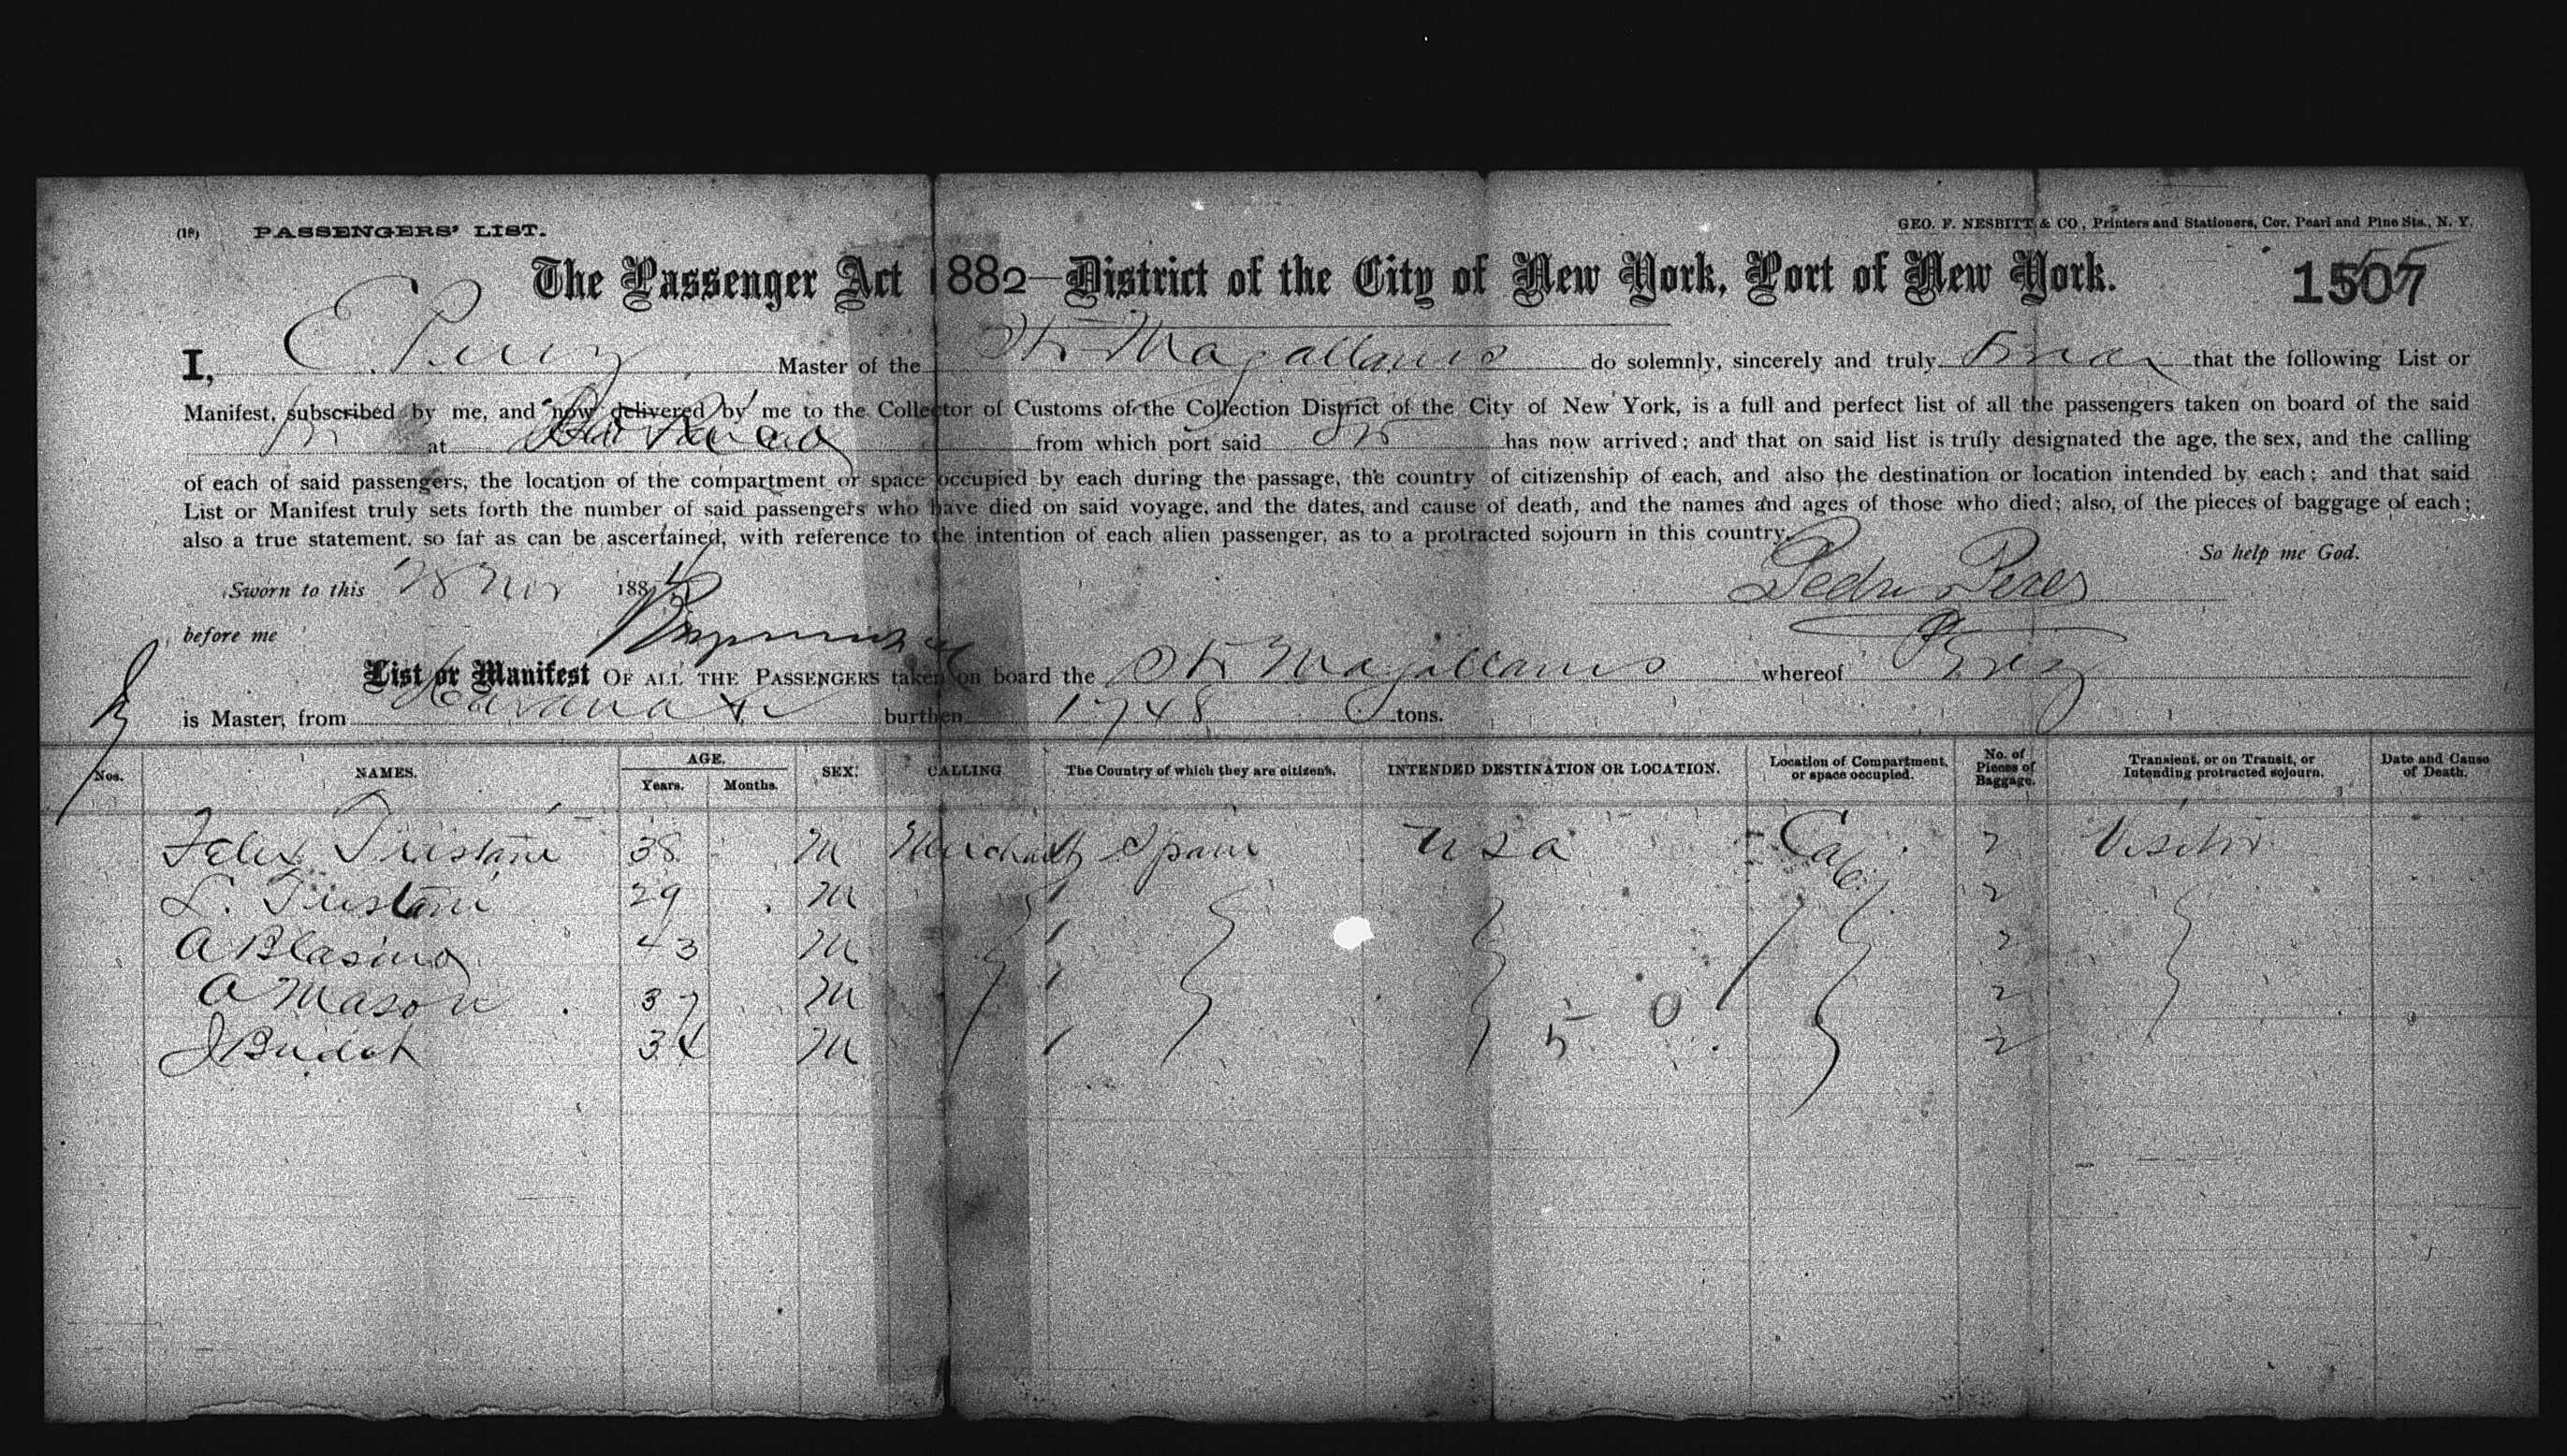 (18) PASSENGERS' LIST.
GEO. F. NESBITT & CO., Printers and Stationers, Cor. Pearl and Pine Sts., N. Y.
The Passenger Act 1882—District of the City of New York, Port of New York.
1507
I, Master of the Str Magallanes do solemnly, sincerely and truly Swear that the following List or
Manifest, subscribed by me, and now delivered by me to the Collector of Customs of the Collection District of the City of New York, is a full and perfect list of all the passengers taken on board of the said
at from which port said Str has now arrived; and that on said list is truly designated the age, the sex, and the calling
of each of said passengers, the location of the compartment or space occupied by each during the passage, the country of citizenship of each, and also the destination or location intended by each; and that said
List or Manifest truly sets forth the number of said passengers who have died on said voyage, and the dates, and cause of death, and the names and ages of those who died; also, of the pieces of baggage of each;
also a true statement, so far as can be ascertained, with reference to the intention of each alien passenger, as to a protracted sojourn in this country.
So help me God.
Sworn to this 28 Nov 1884
Pedro Perez
before me
List or Manifest OF ALL THE PASSENGERS taken on board the Str Magallanes whereof
is Master, from Havana burthen 1748 tons.
Nos. NAMES. AGE. Years. Months. SEX. CALLING The Country of which they are citizens. INTENDED DESTINATION OR LOCATION. Location of Compartment, or space occupied. No. of Pieces of Baggage. Transient, or on Transit, or Intending protracted sojourn. Date and Cause of Death.
Felix Tristani 38 M Merchant Spain USA Cab. 2 Visitor
L. Tristani 29 M 2
A Blasino 43 M 2
A Mason 37 M 2
J 34 M 2